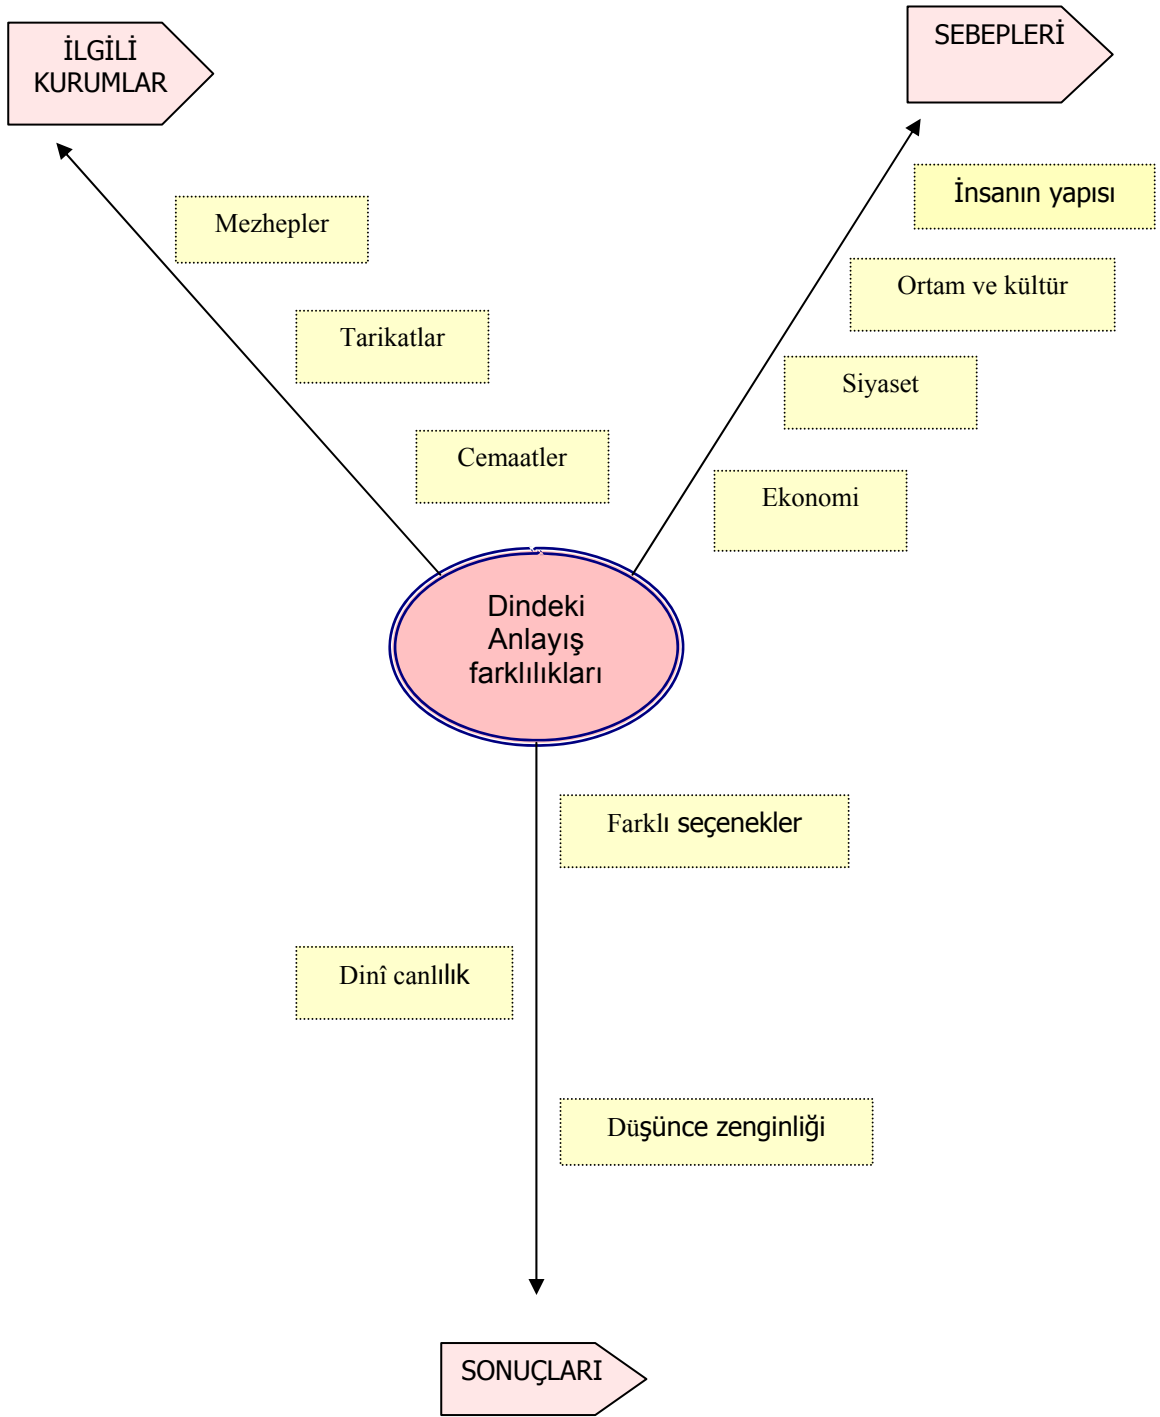 İLGİLİ
KURUMLAR
SEBEPLERİ
İnsanın yapısı
Mezhepler
Ortam ve kültür
Tarikatlar
Siyaset
Cemaatler
Ekonomi
Dindeki
Anlayış
farklılıkları
Farklı seçenekler
Dinî canlılık
Düşünce zenginliği
SONUÇLARI